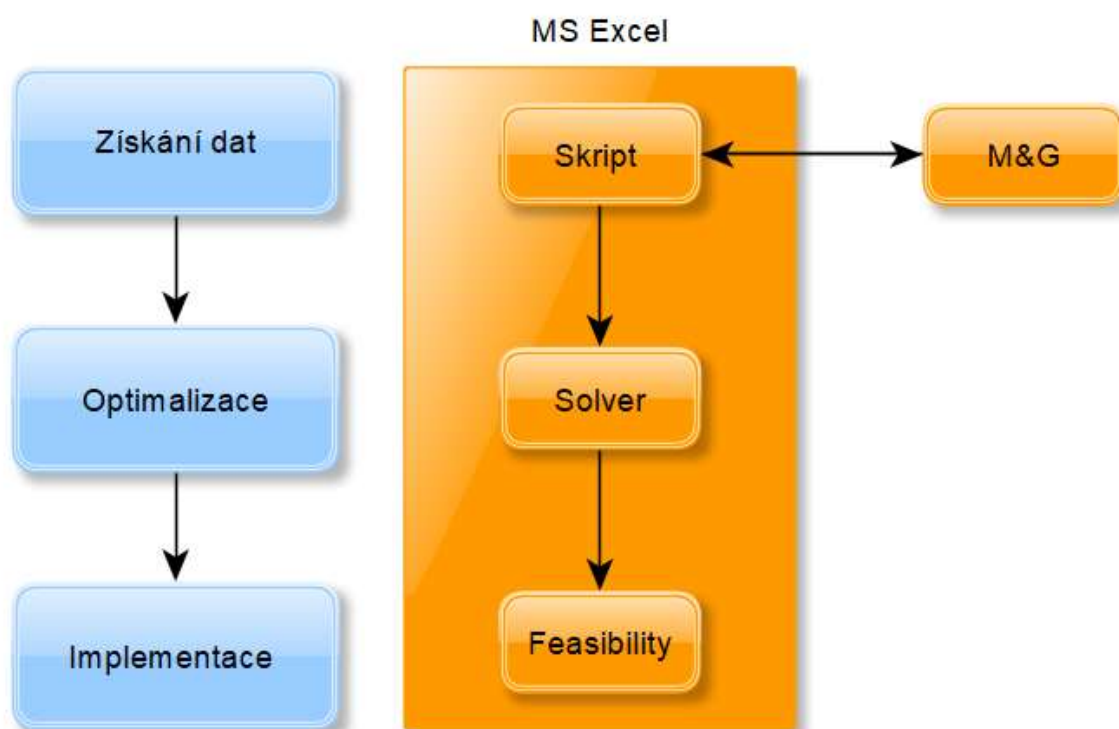 MS Excel
Získání dat
Skript
M&G
Optimalizace
Solver
Implementace
Feasibility